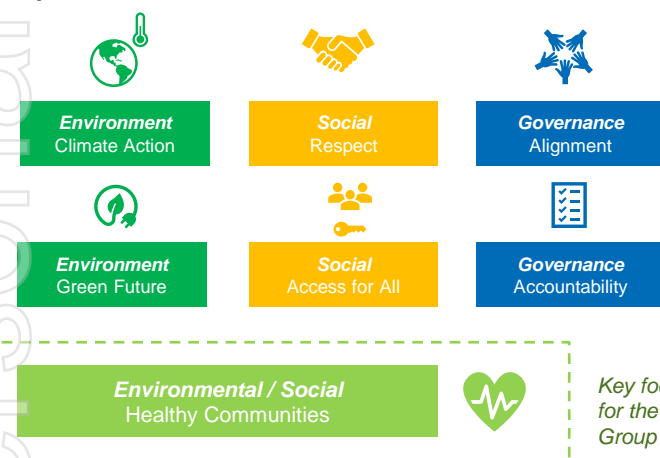 Environment
Climate Action
Social
Respect
Governance
Alignment
Environment
Green Future
Social
Access for All
Governance
Accountability
Environmental / Social
Healthy Communities
Key
for the
Group